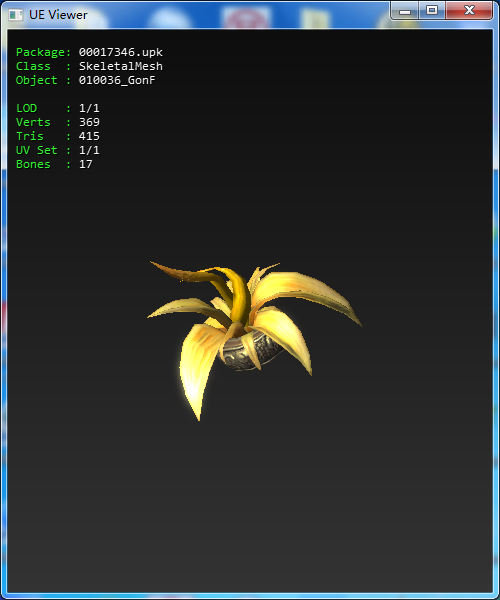 UE Viewer
Package: 00017346.upk
Class : SkeletalMesh
Object : 010036_GonF
LOD : 1/1
Verts : 369
Tris : 415
UV Set : 1/1
Bones : 17